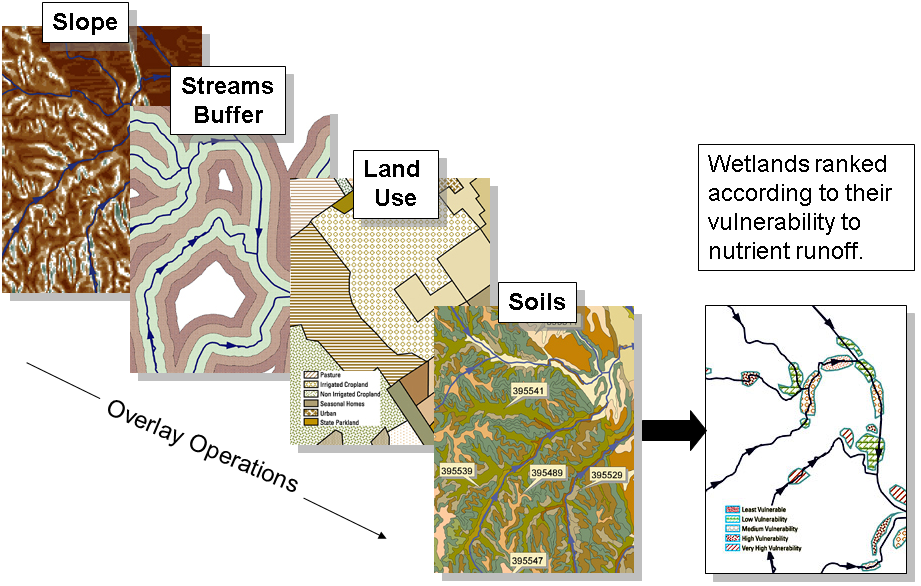 Slope
Streams
Buffer
Land
Use
Soils
Overlay Operations
Pasture
Irrigated Cropland
Non Irrigated Cropland
Seasonal Homes
Urban
State Parkland
395541
395539
395489
395529
395547
Wetlands ranked
according to their
vulnerability to
nutrient runoff.
Least Vulnerable
Low Vulnerability
Medium Vulnerability
High Vulnerability
Very High Vulnerability